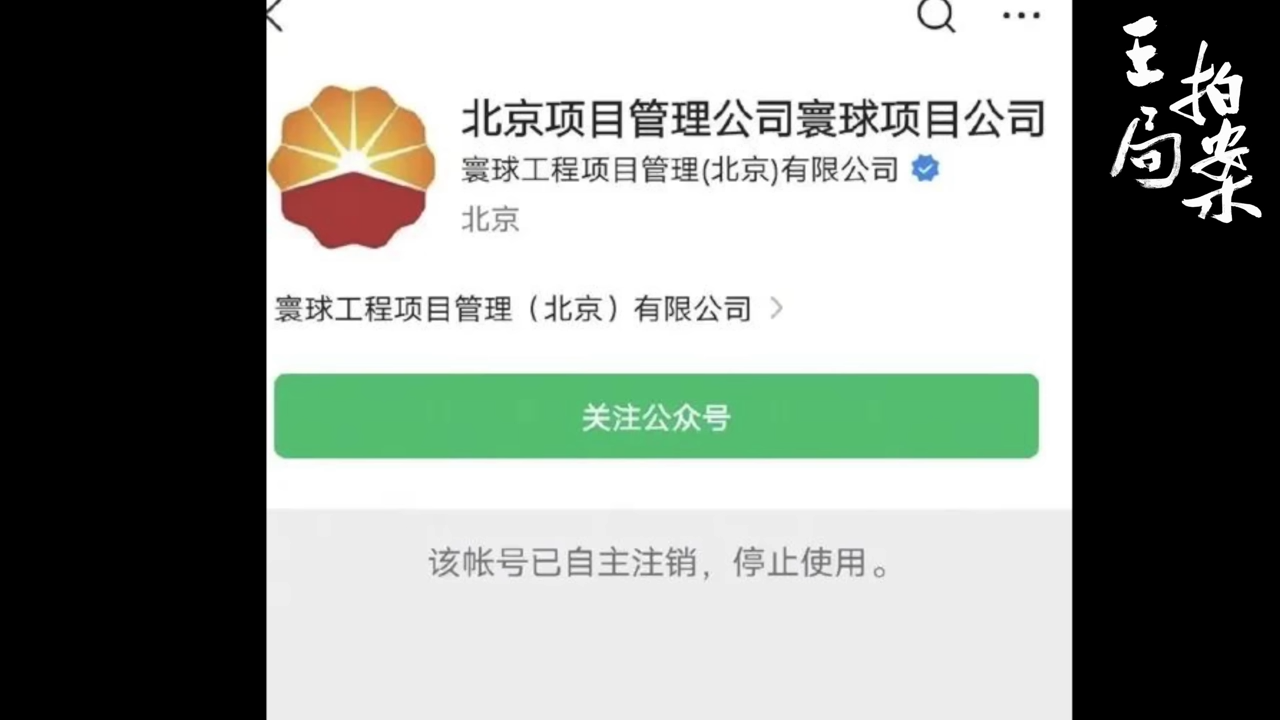 北京项目管理公司寰球项目公司
寰球工程项目管理(北京)有限公司
北京
寰球工程项目管理（北京）有限公司
关注公众号
该帐号已自主注销，停止使用。
王局拍案